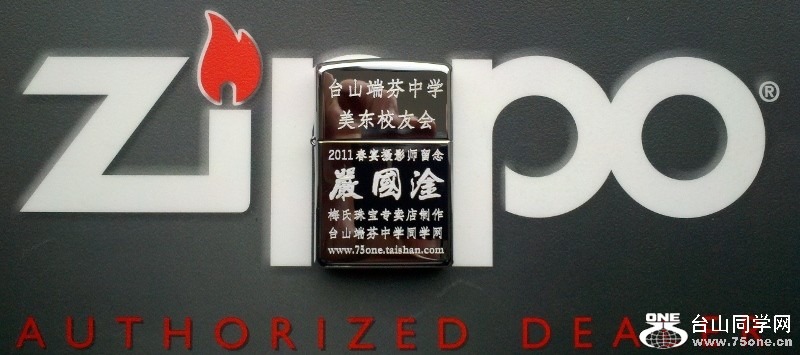 Zippo®
台山端芬中学
美东校友会
2011春宴摄影师留念
嚴國淦
梅氏珠宝专卖店制作
台山端芬中学同学网
www.75one.taishan.com
AUTHORIZED DEALER
ONE 台山同学网
www.75one.cn